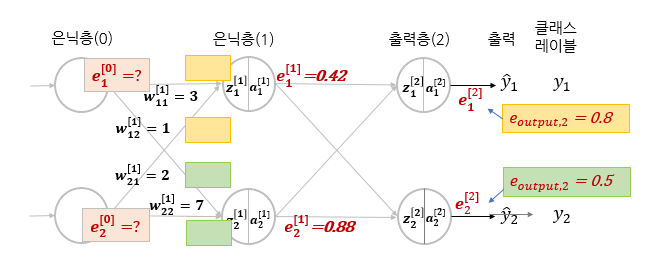 은닉층(0)
은닉층(1)
출력층(2)
출력
클래스
레이블
e_1^{[0]} =?
w_{11}^{[1]} = 3
w_{12}^{[1]} = 1
w_{21}^{[1]} = 2
w_{22}^{[1]} = 7
e_2^{[0]} =?
z_1^{[1]} a_1^{[1]}
e_1^{[1]}=0.42
z_2^{[1]} a_2^{[1]}
e_2^{[1]}=0.88
z_1^{[2]} a_1^{[2]}
z_2^{[2]} a_2^{[2]}
ŷ_1
y_1
e_1^{[2]}
e_{output,2} = 0.8
e_{output,2} = 0.5
e_2^{[2]}
ŷ_2
y_2